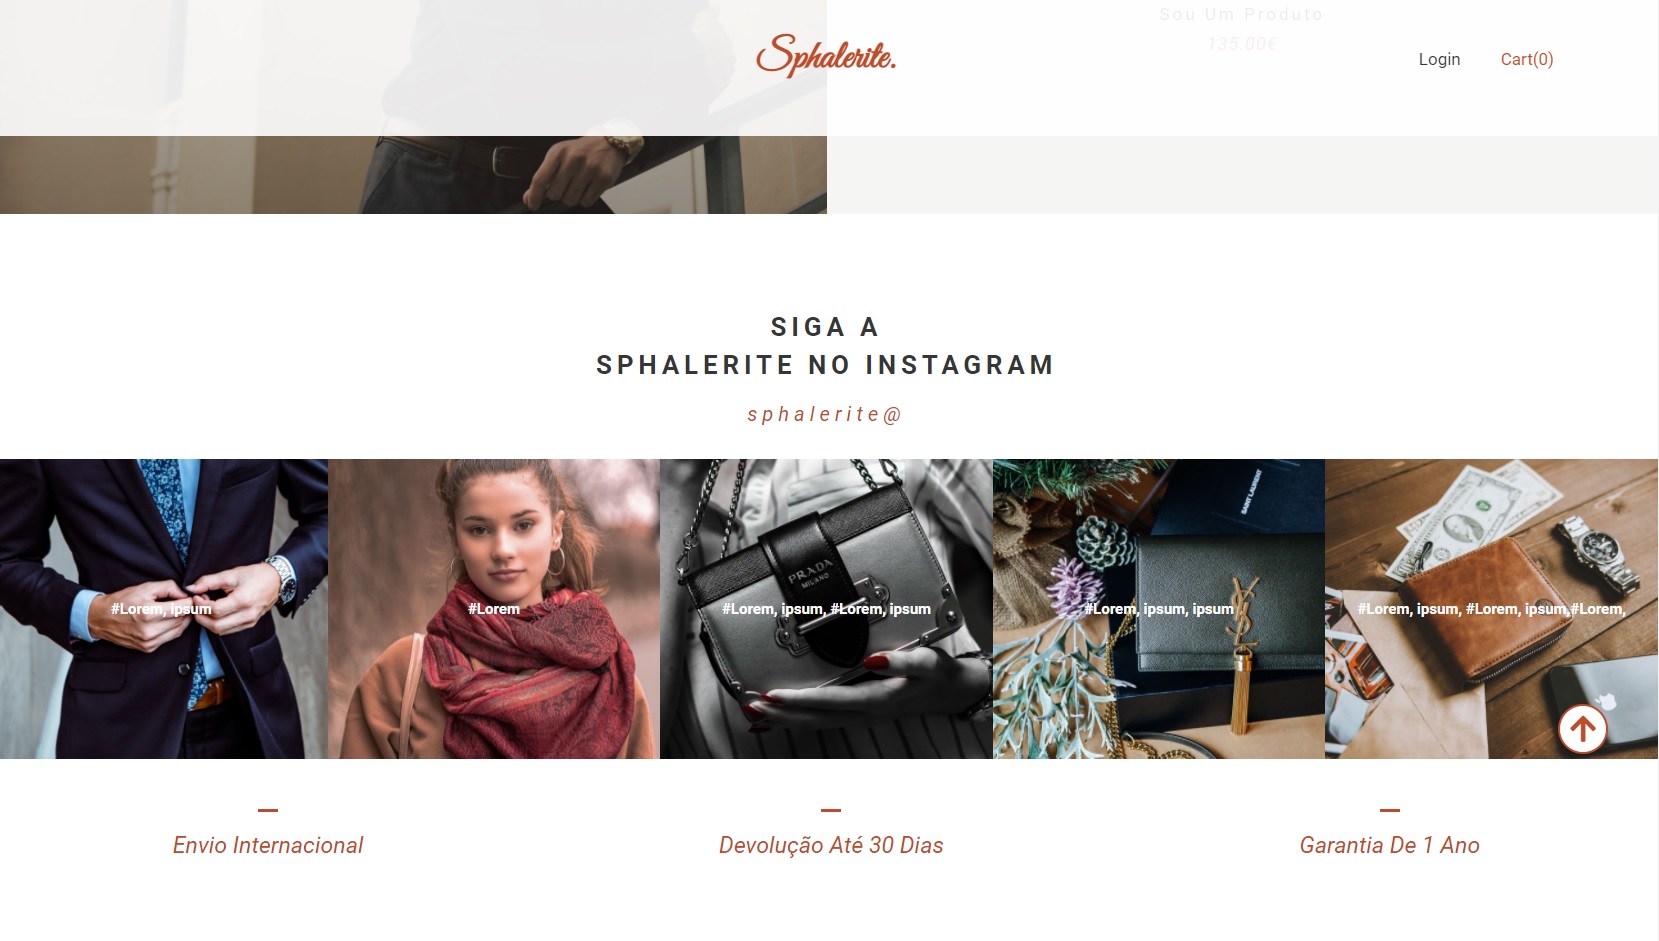 Sou Um Produto
135.00€
Sphalerite.
Login
Cart(0)
SIGA A
SPHALERITE NO INSTAGRAM
sphalerite@
SAINT LAURENT
PRADA
MILANO
#Lorem, ipsum
#Lorem
#Lorem, ipsum, #Lorem, ipsum
#Lorem, ipsum, ipsum
#Lorem, ipsum, #Lorem, ipsum,#Lorem,
Envio Internacional
Devolução Até 30 Dias
Garantia De 1 Ano